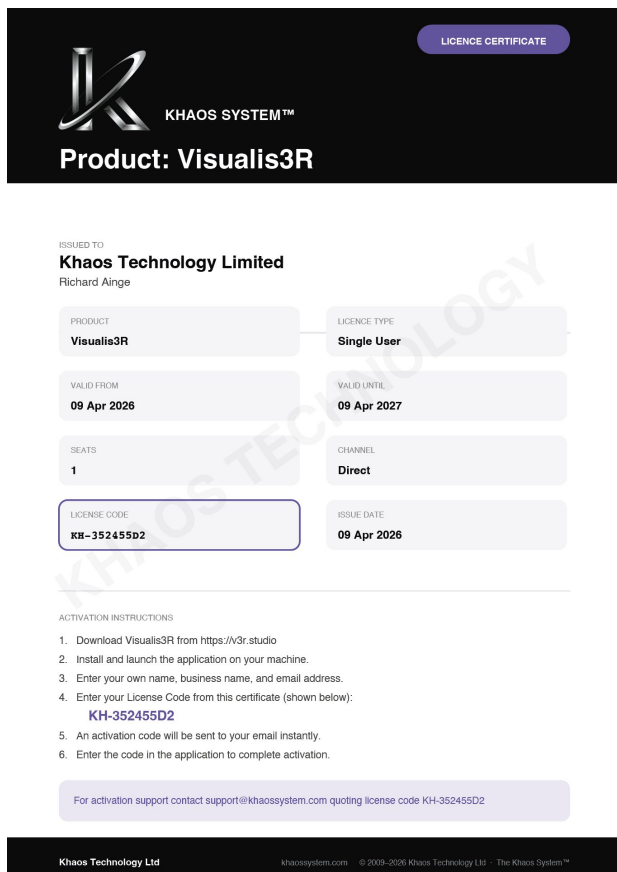 LICENCE CERTIFICATE
KHAOS SYSTEM™
Product: Visualis3R
ISSUED TO
Khaos Technology Limited
Richard Ainge
PRODUCT
Visualis3R
LICENCE TYPE
Single User
VALID FROM
09 Apr 2026
VALID UNTIL
09 Apr 2027
SEATS
1
CHANNEL
Direct
LICENSE CODE
KH-352455D2
ISSUE DATE
09 Apr 2026
KHAOS TECHNOLOGY
ACTIVATION INSTRUCTIONS
1. Download Visualis3R from https://v3r.studio
2. Install and launch the application on your machine.
3. Enter your own name, business name, and email address.
4. Enter your License Code from this certificate (shown below):
KH-352455D2
5. An activation code will be sent to your email instantly.
6. Enter the code in the application to complete activation.
For activation support contact support@khaossystem.com quoting license code KH-352455D2
Khaos Technology Ltd
khaossystem.com © 2009–2026 Khaos Technology Ltd · The Khaos System™